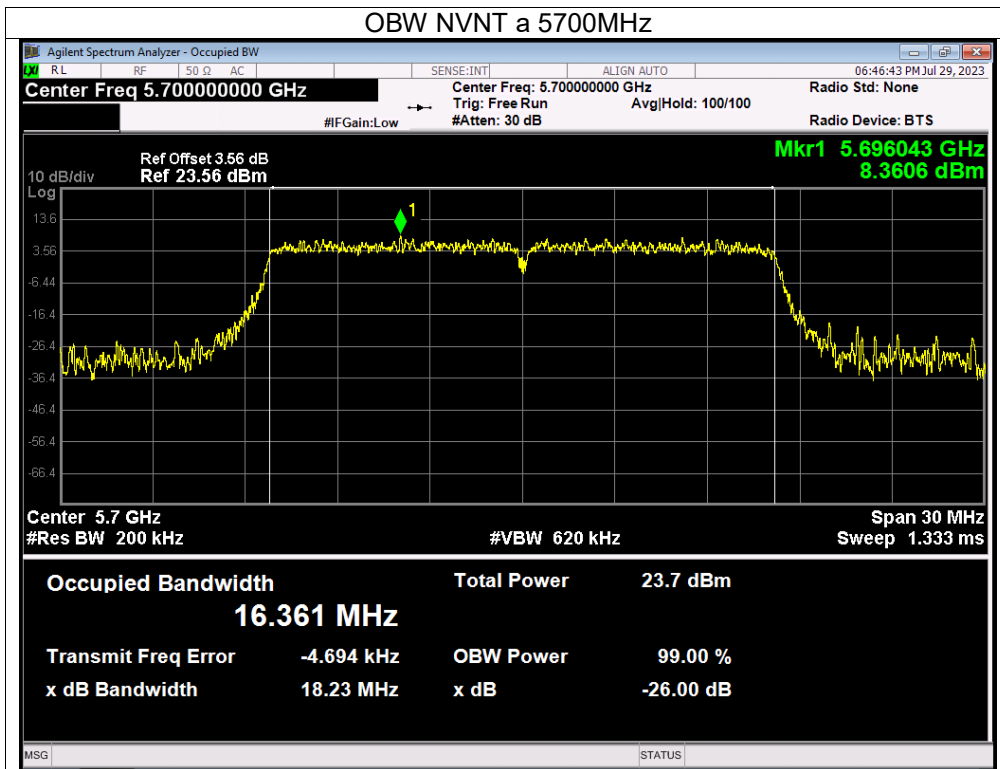 OBW NVNT a 5700MHz
Agilent Spectrum Analyzer - Occupied BW
LXI RL RF 50 Ω AC SENSE:INT ALIGN AUTO 06:46:43 PM Jul 29, 2023
Center Freq 5.700000000 GHz Center Freq: 5.700000000 GHz Radio Std: None
Trig: Free Run Avg|Hold: 100/100
#IFGain:Low #Atten: 30 dB Radio Device: BTS
Mkr1 5.696043 GHz
8.3606 dBm
Ref Offset 3.56 dB
10 dB/div Ref 23.56 dBm
Log
1
13.6
3.56
-6.44
-16.4
-26.4
-36.4
-46.4
-56.4
-66.4
Center 5.7 GHz Span 30 MHz
#Res BW 200 kHz #VBW 620 kHz Sweep 1.333 ms
Occupied Bandwidth Total Power 23.7 dBm
16.361 MHz
Transmit Freq Error -4.694 kHz OBW Power 99.00 %
x dB Bandwidth 18.23 MHz x dB -26.00 dB
MSG STATUS